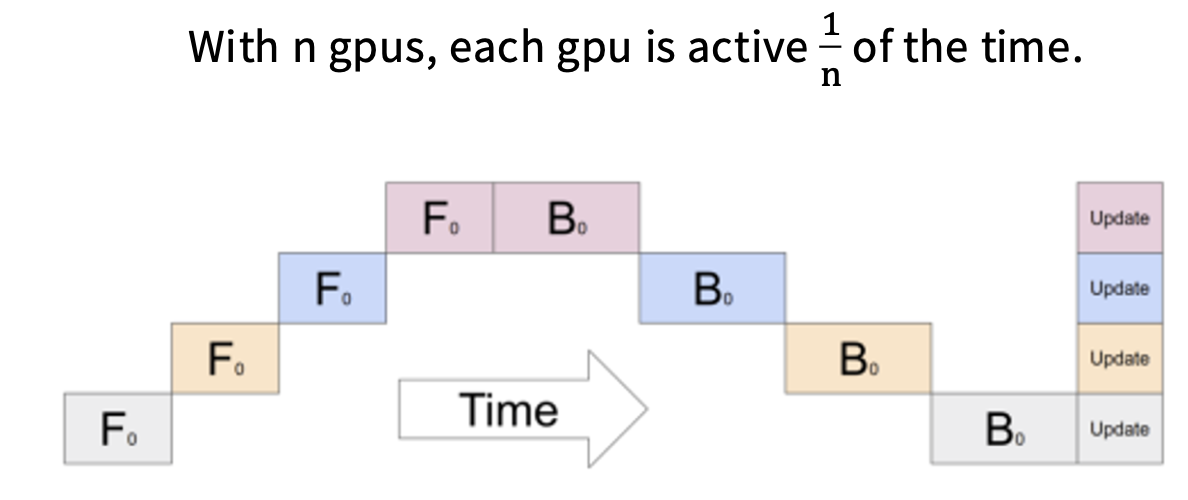 With n gpus, each gpu is active 1/n of the time.
F₀ B₀ Update
F₀ B₀ Update
F₀ B₀ Update
Time
F₀ B₀ Update